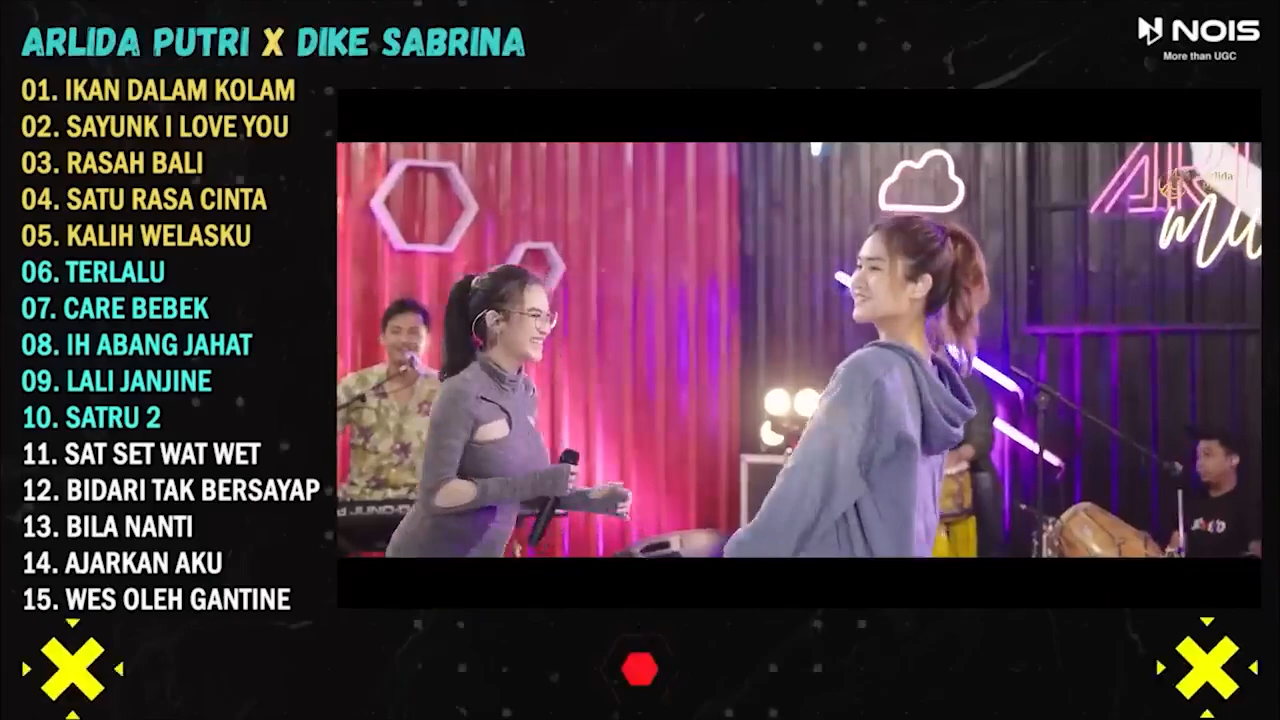 ARLIDA PUTRI X DIKE SABRINA
NOIS
More than UGC
01. IKAN DALAM KOLAM
02. SAYUNK I LOVE YOU
03. RASAH BALI
04. SATU RASA CINTA
05. KALIH WELASKU
06. TERLALU
07. CARE BEBEK
08. IH ABANG JAHAT
09. LALI JANJINE
10. SATRU 2
11. SAT SET WAT WET
12. BIDARI TAK BERSAYAP
13. BILA NANTI
14. AJARKAN AKU
15. WES OLEH GANTINE
JUNO-D